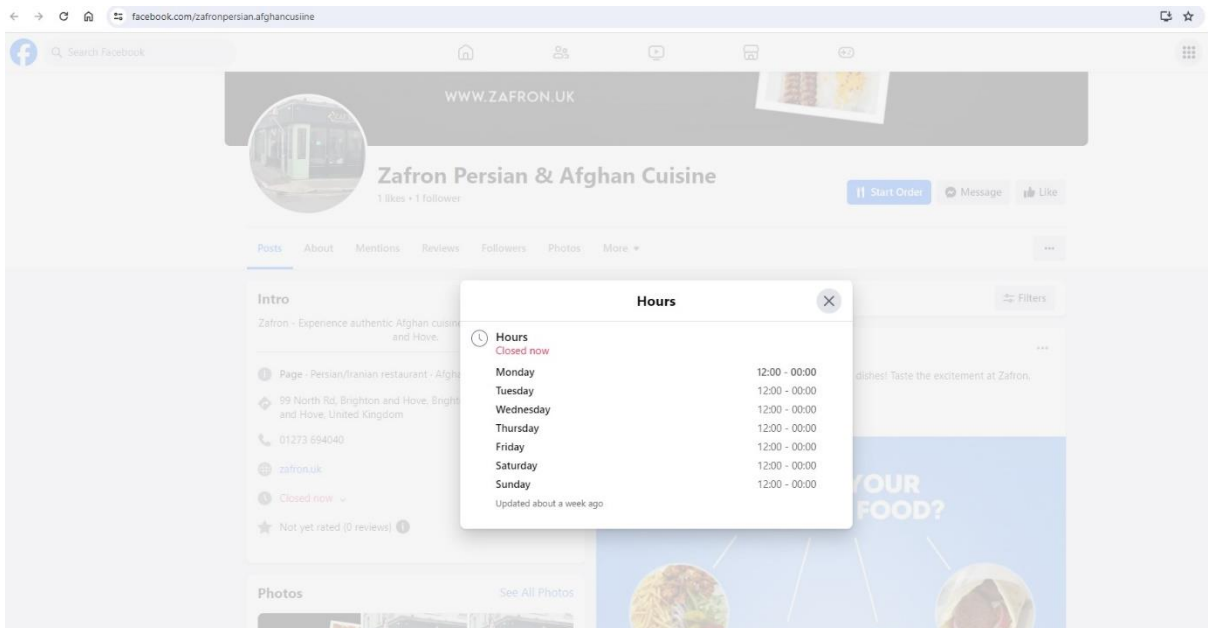 facebook.com/zafronpersian.afghancusiine
Search Facebook
WWW.ZAFRON.UK
Zafron Persian & Afghan Cuisine
1 likes • 1 follower
Start Order
Message
Like
Posts
About
Mentions
Reviews
Followers
Photos
More
Intro
Filters
Zafron - Experience authentic Afghan cuisine
and Hove.
Page · Persian/Iranian restaurant ·
99 North Rd, Brighton and Hove,
and Hove, United Kingdom
01273 694040
zafron.uk
Closed now
Not yet rated (0 reviews)
Photos
See All Photos
Hours
Hours
Closed now
Monday 12:00 - 00:00
Tuesday 12:00 - 00:00
Wednesday 12:00 - 00:00
Thursday 12:00 - 00:00
Friday 12:00 - 00:00
Saturday 12:00 - 00:00
Sunday 12:00 - 00:00
Updated about a week ago
dishes! Taste the excitement at Zafron.
YOUR
FOOD?